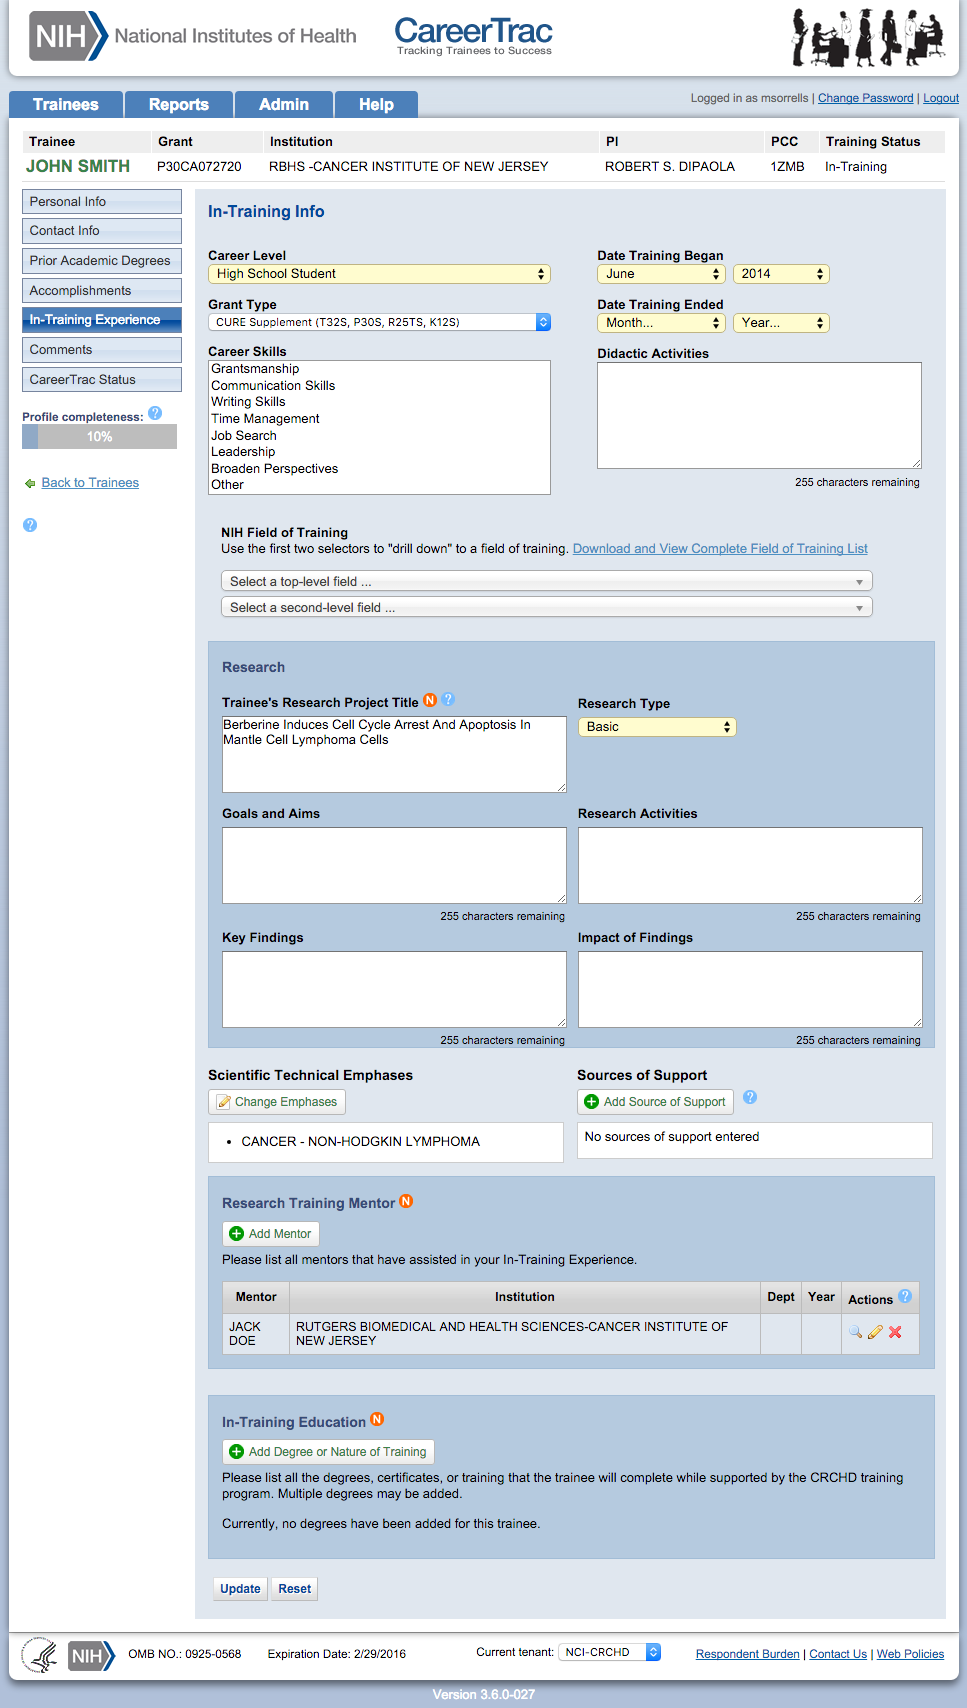 NIH National Institutes of Health
CareerTrac
Tracking Trainees to Success
Trainees Reports Admin Help
Logged in as msorrells | Change Password | Logout
Trainee Grant Institution PI PCC Training Status
JOHN SMITH P30CA072720 RBHS -CANCER INSTITUTE OF NEW JERSEY ROBERT S. DIPAOLA 1ZMB In-Training
Personal Info
Contact Info
Prior Academic Degrees
Accomplishments
In-Training Experience
Comments
CareerTrac Status
Profile completeness: ?
10%
Back to Trainees
?
In-Training Info
Career Level
High School Student
Date Training Began
June 2014
Grant Type
CURE Supplement (T32S, P30S, R25TS, K12S)
Date Training Ended
Month... Year...
Career Skills
Grantsmanship
Communication Skills
Writing Skills
Time Management
Job Search
Leadership
Broaden Perspectives
Other
Didactic Activities
255 characters remaining
NIH Field of Training
Use the first two selectors to "drill down" to a field of training. Download and View Complete Field of Training List
Select a top-level field ...
Select a second-level field ...
Research
Trainee's Research Project Title N ?
Berberine Induces Cell Cycle Arrest And Apoptosis In
Mantle Cell Lymphoma Cells
Research Type
Basic
Goals and Aims
255 characters remaining
Research Activities
255 characters remaining
Key Findings
255 characters remaining
Impact of Findings
255 characters remaining
Scientific Technical Emphases
Change Emphases
• CANCER - NON-HODGKIN LYMPHOMA
Sources of Support
Add Source of Support ?
No sources of support entered
Research Training Mentor N
Add Mentor
Please list all mentors that have assisted in your In-Training Experience.
Mentor Institution Dept Year Actions ?
JACK DOE RUTGERS BIOMEDICAL AND HEALTH SCIENCES-CANCER INSTITUTE OF
NEW JERSEY
In-Training Education N
Add Degree or Nature of Training
Please list all the degrees, certificates, or training that the trainee will complete while supported by the CRCHD training
program. Multiple degrees may be added.
Currently, no degrees have been added for this trainee.
Update Reset
NIH OMB NO.: 0925-0568 Expiration Date: 2/29/2016 Current tenant: NCI-CRCHD Respondent Burden | Contact Us | Web Policies
Version 3.6.0-027